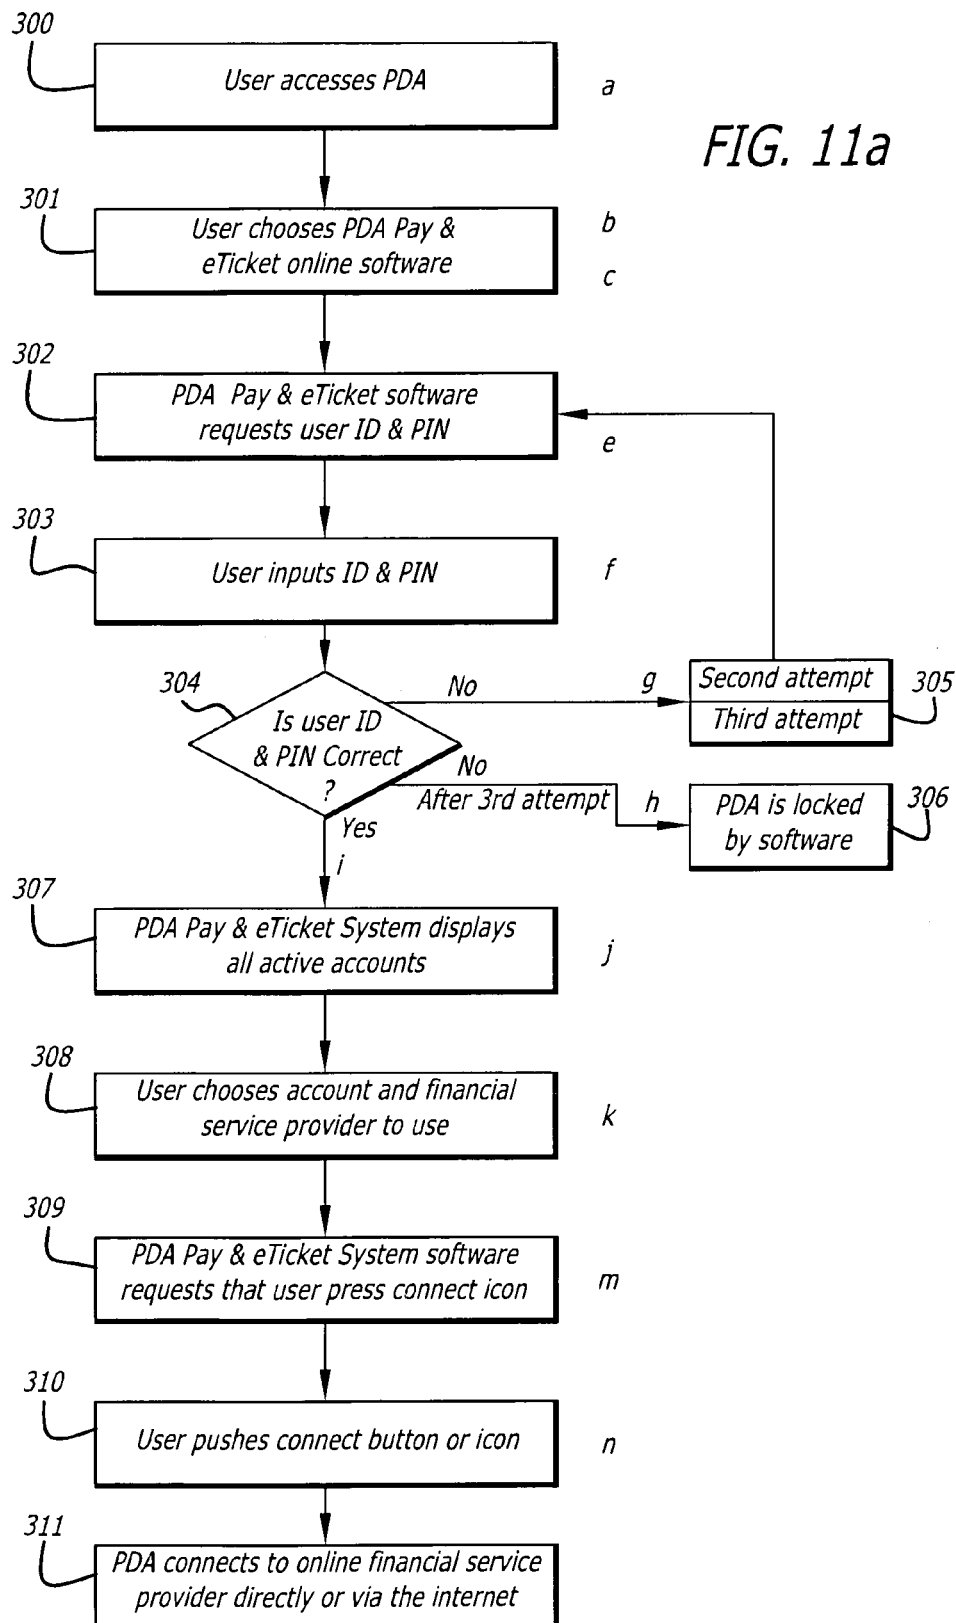 300
User accesses PDA
a
FIG. 11a
301
User chooses PDA Pay &
eTicket online software
b
c
302
PDA Pay & eTicket software
requests user ID & PIN
e
303
User inputs ID & PIN
f
304
Is user ID
& PIN Correct
?
No
g
Second attempt
Third attempt
305
No
After 3rd attempt
h
PDA is locked
by software
306
Yes
i
307
PDA Pay & eTicket System displays
all active accounts
j
308
User chooses account and financial
service provider to use
k
309
PDA Pay & eTicket System software
requests that user press connect icon
m
310
User pushes connect button or icon
n
311
PDA connects to online financial service
provider directly or via the internet